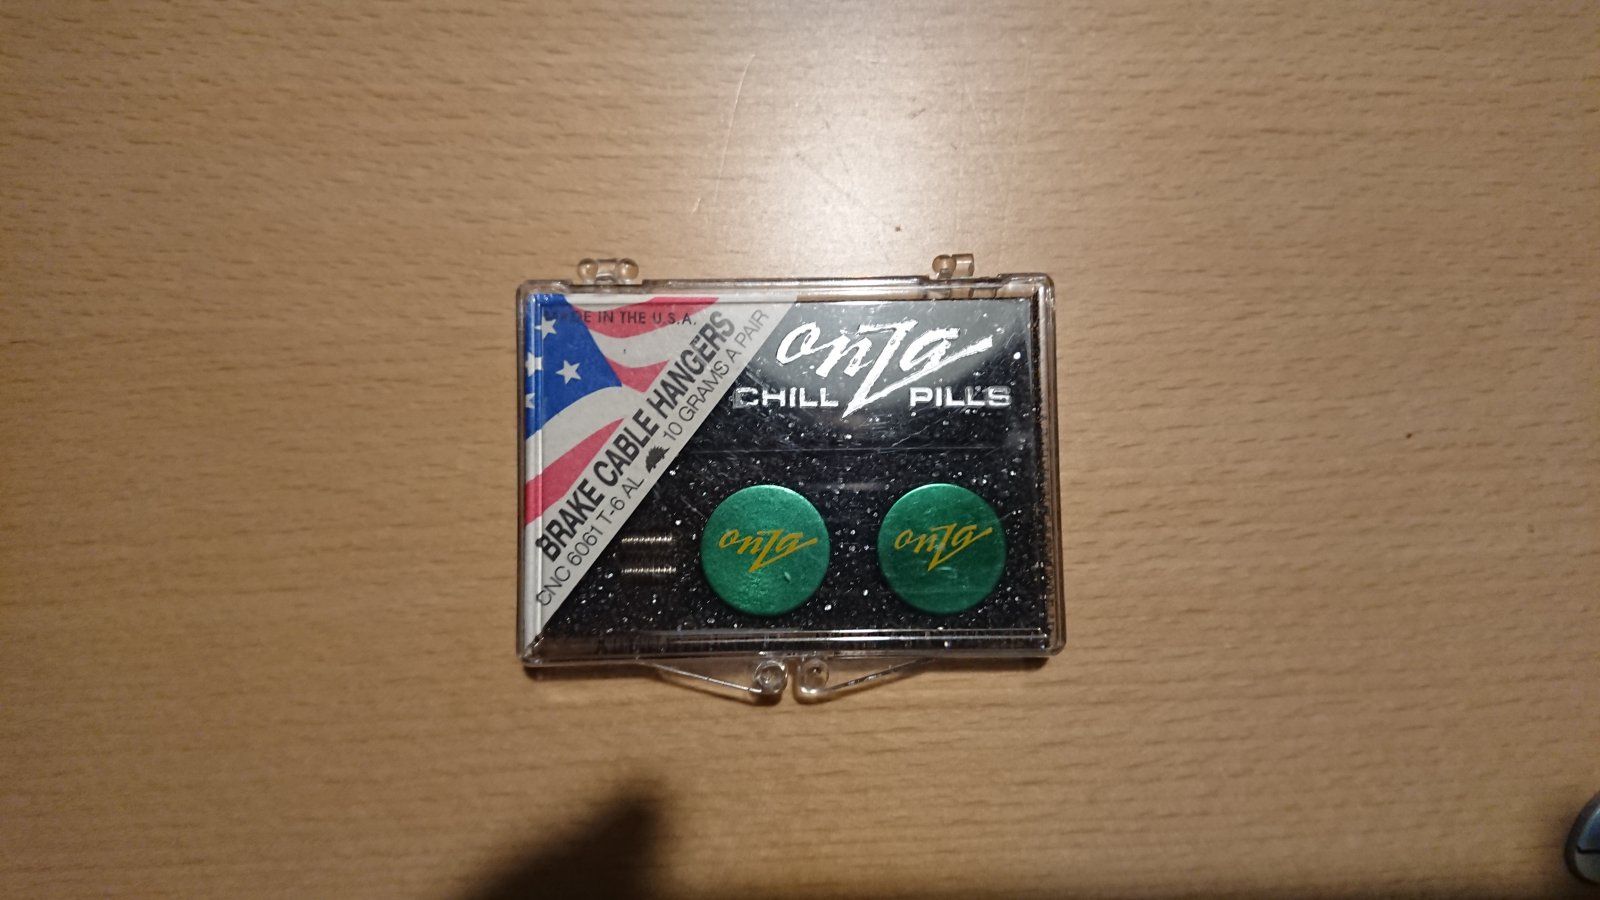 MADE IN THE U.S.A.
BRAKE CABLE HANGERS
CNC 6061 T-6 AL 10 GRAMS A PAIR
onza
CHILL PILLS
onza
onza